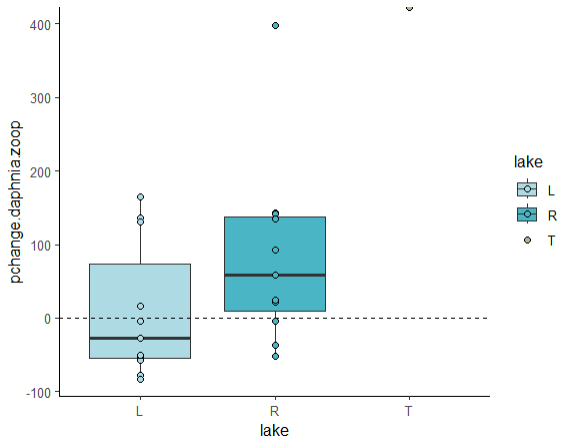 400
300
200
100
0
-100
pchange.daphnia.zoop
L R T
lake
lake
L
R
T